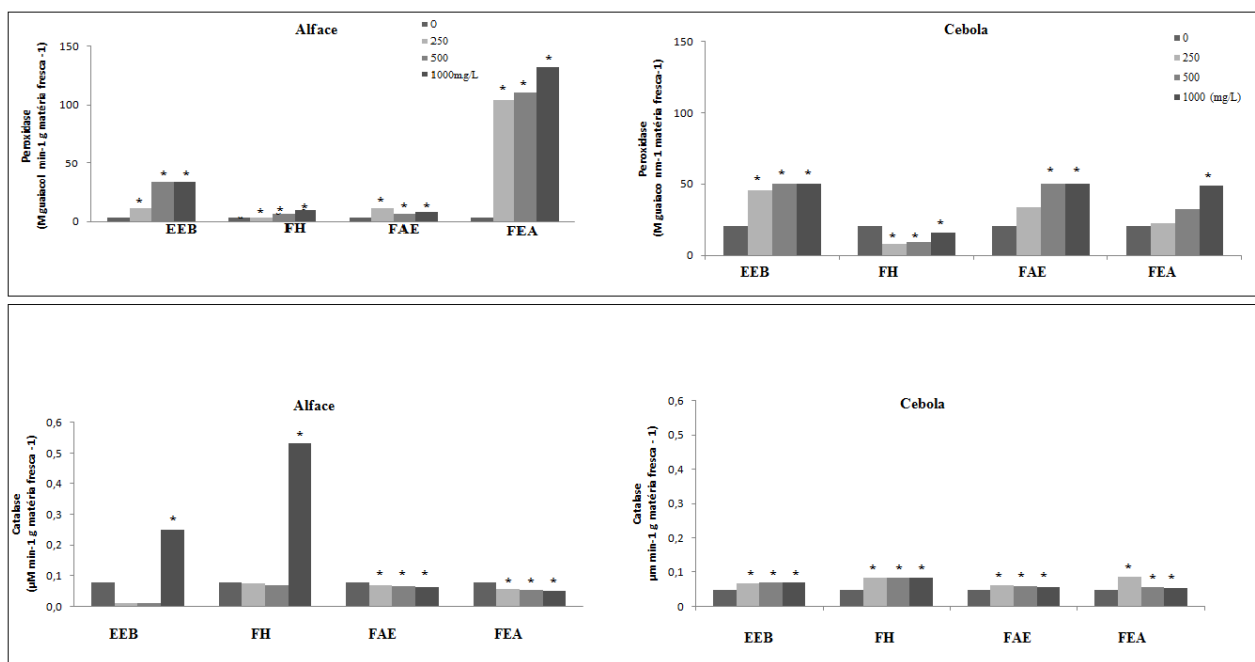 Alface
0
250
500
1000mg/L
Peroxidase
(M guaiacol min-1 g matéria fresca -1)
150
100
50
0
* * *
* * *
* * *
* * *
EEB FH FAE FEA
Cebola
0
250
500
1000 (mg/L)
Peroxidase
(M guaiaco nm-1 matéria fresca-1)
150
100
50
0
* * *
* * *
* *
*
EEB FH FAE FEA
Alface
Catalase
(µM min-1 g matéria fresca -1)
0,6
0,5
0,4
0,3
0,2
0,1
0,0
*
*
* * *
* * *
EEB FH FAE FEA
Cebola
Catalase
µm min-1 g matéria fresca - 1)
0,6
0,5
0,4
0,3
0,2
0,1
0
* * *
* * *
* * *
* * *
EEB FH FAE FEA